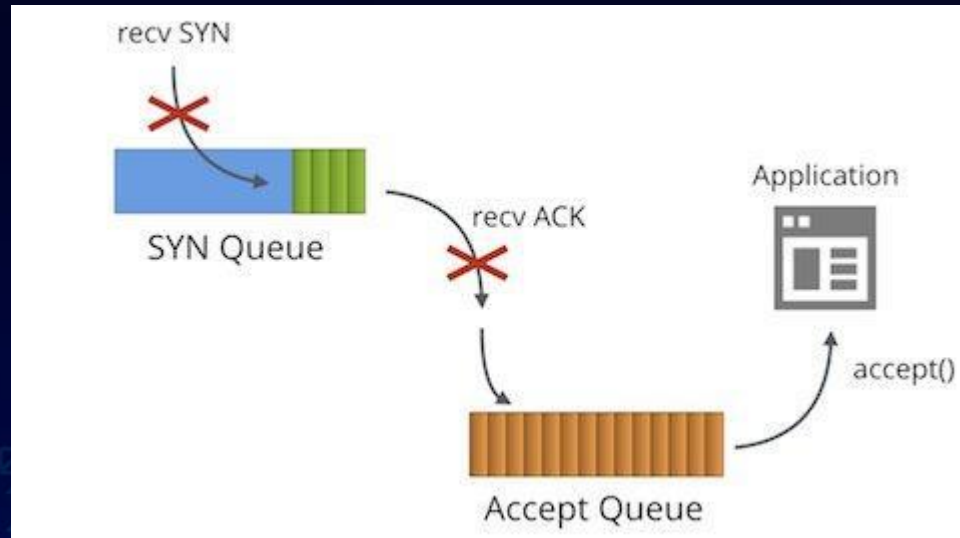 recv SYN
SYN Queue
recv ACK
Application
accept()
Accept Queue